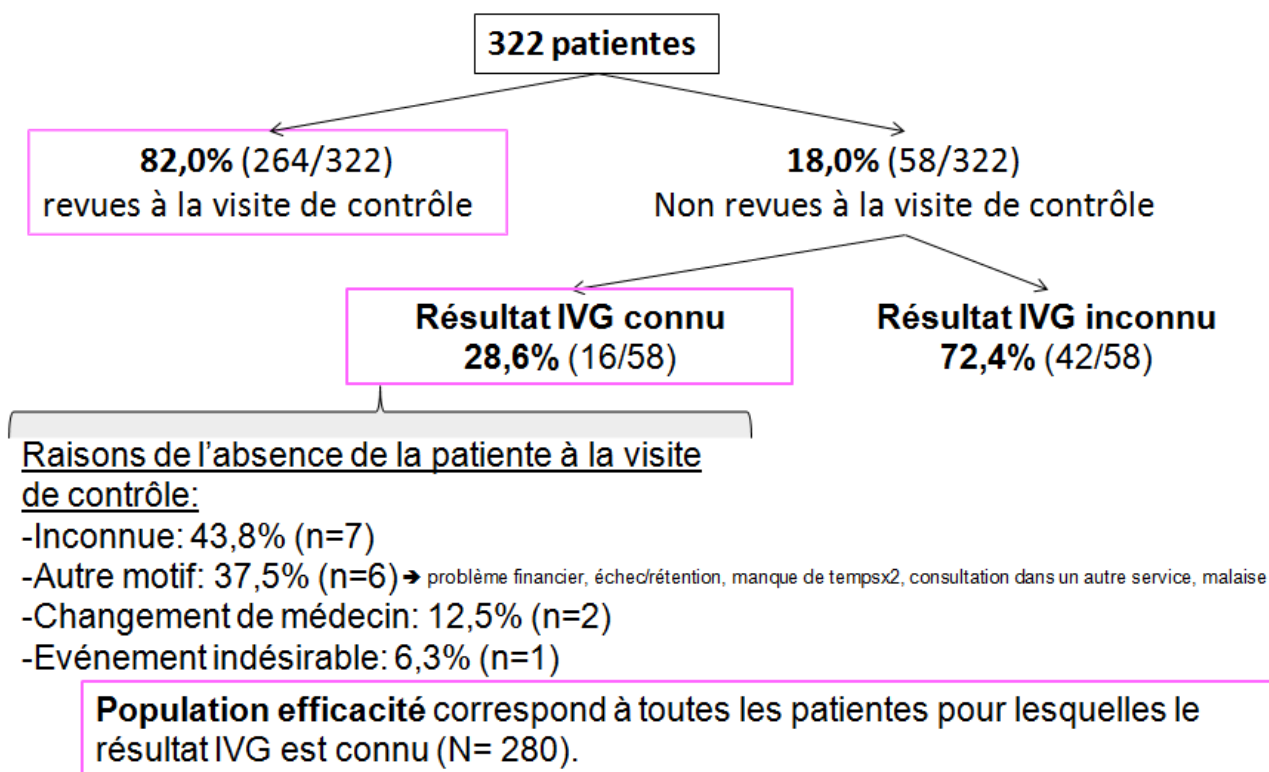 322 patientes
82,0% (264/322)
revues à la visite de contrôle
18,0% (58/322)
Non revues à la visite de contrôle
Résultat IVG connu
28,6% (16/58)
Résultat IVG inconnu
72,4% (42/58)
Raisons de l'absence de la patiente à la visite
de contrôle:
-Inconnue: 43,8% (n=7)
-Autre motif: 37,5% (n=6) ➔ problème financier, échec/rétention, manque de tempsx2, consultation dans un autre service, malaise
-Changement de médecin: 12,5% (n=2)
-Evénement indésirable: 6,3% (n=1)
Population efficacité correspond à toutes les patientes pour lesquelles le
résultat IVG est connu (N= 280).